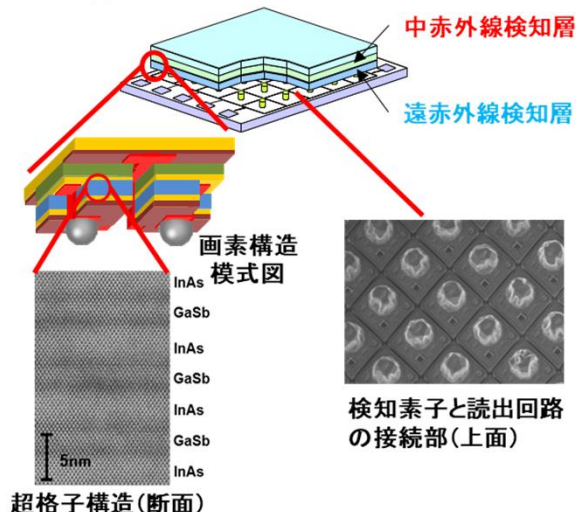 中赤外線検知層
遠赤外線検知層
画素構造
模式図
InAs
GaSb
InAs
GaSb
InAs
GaSb
InAs
5nm
超格子構造(断面)
検知素子と読出回路
の接続部(上面)